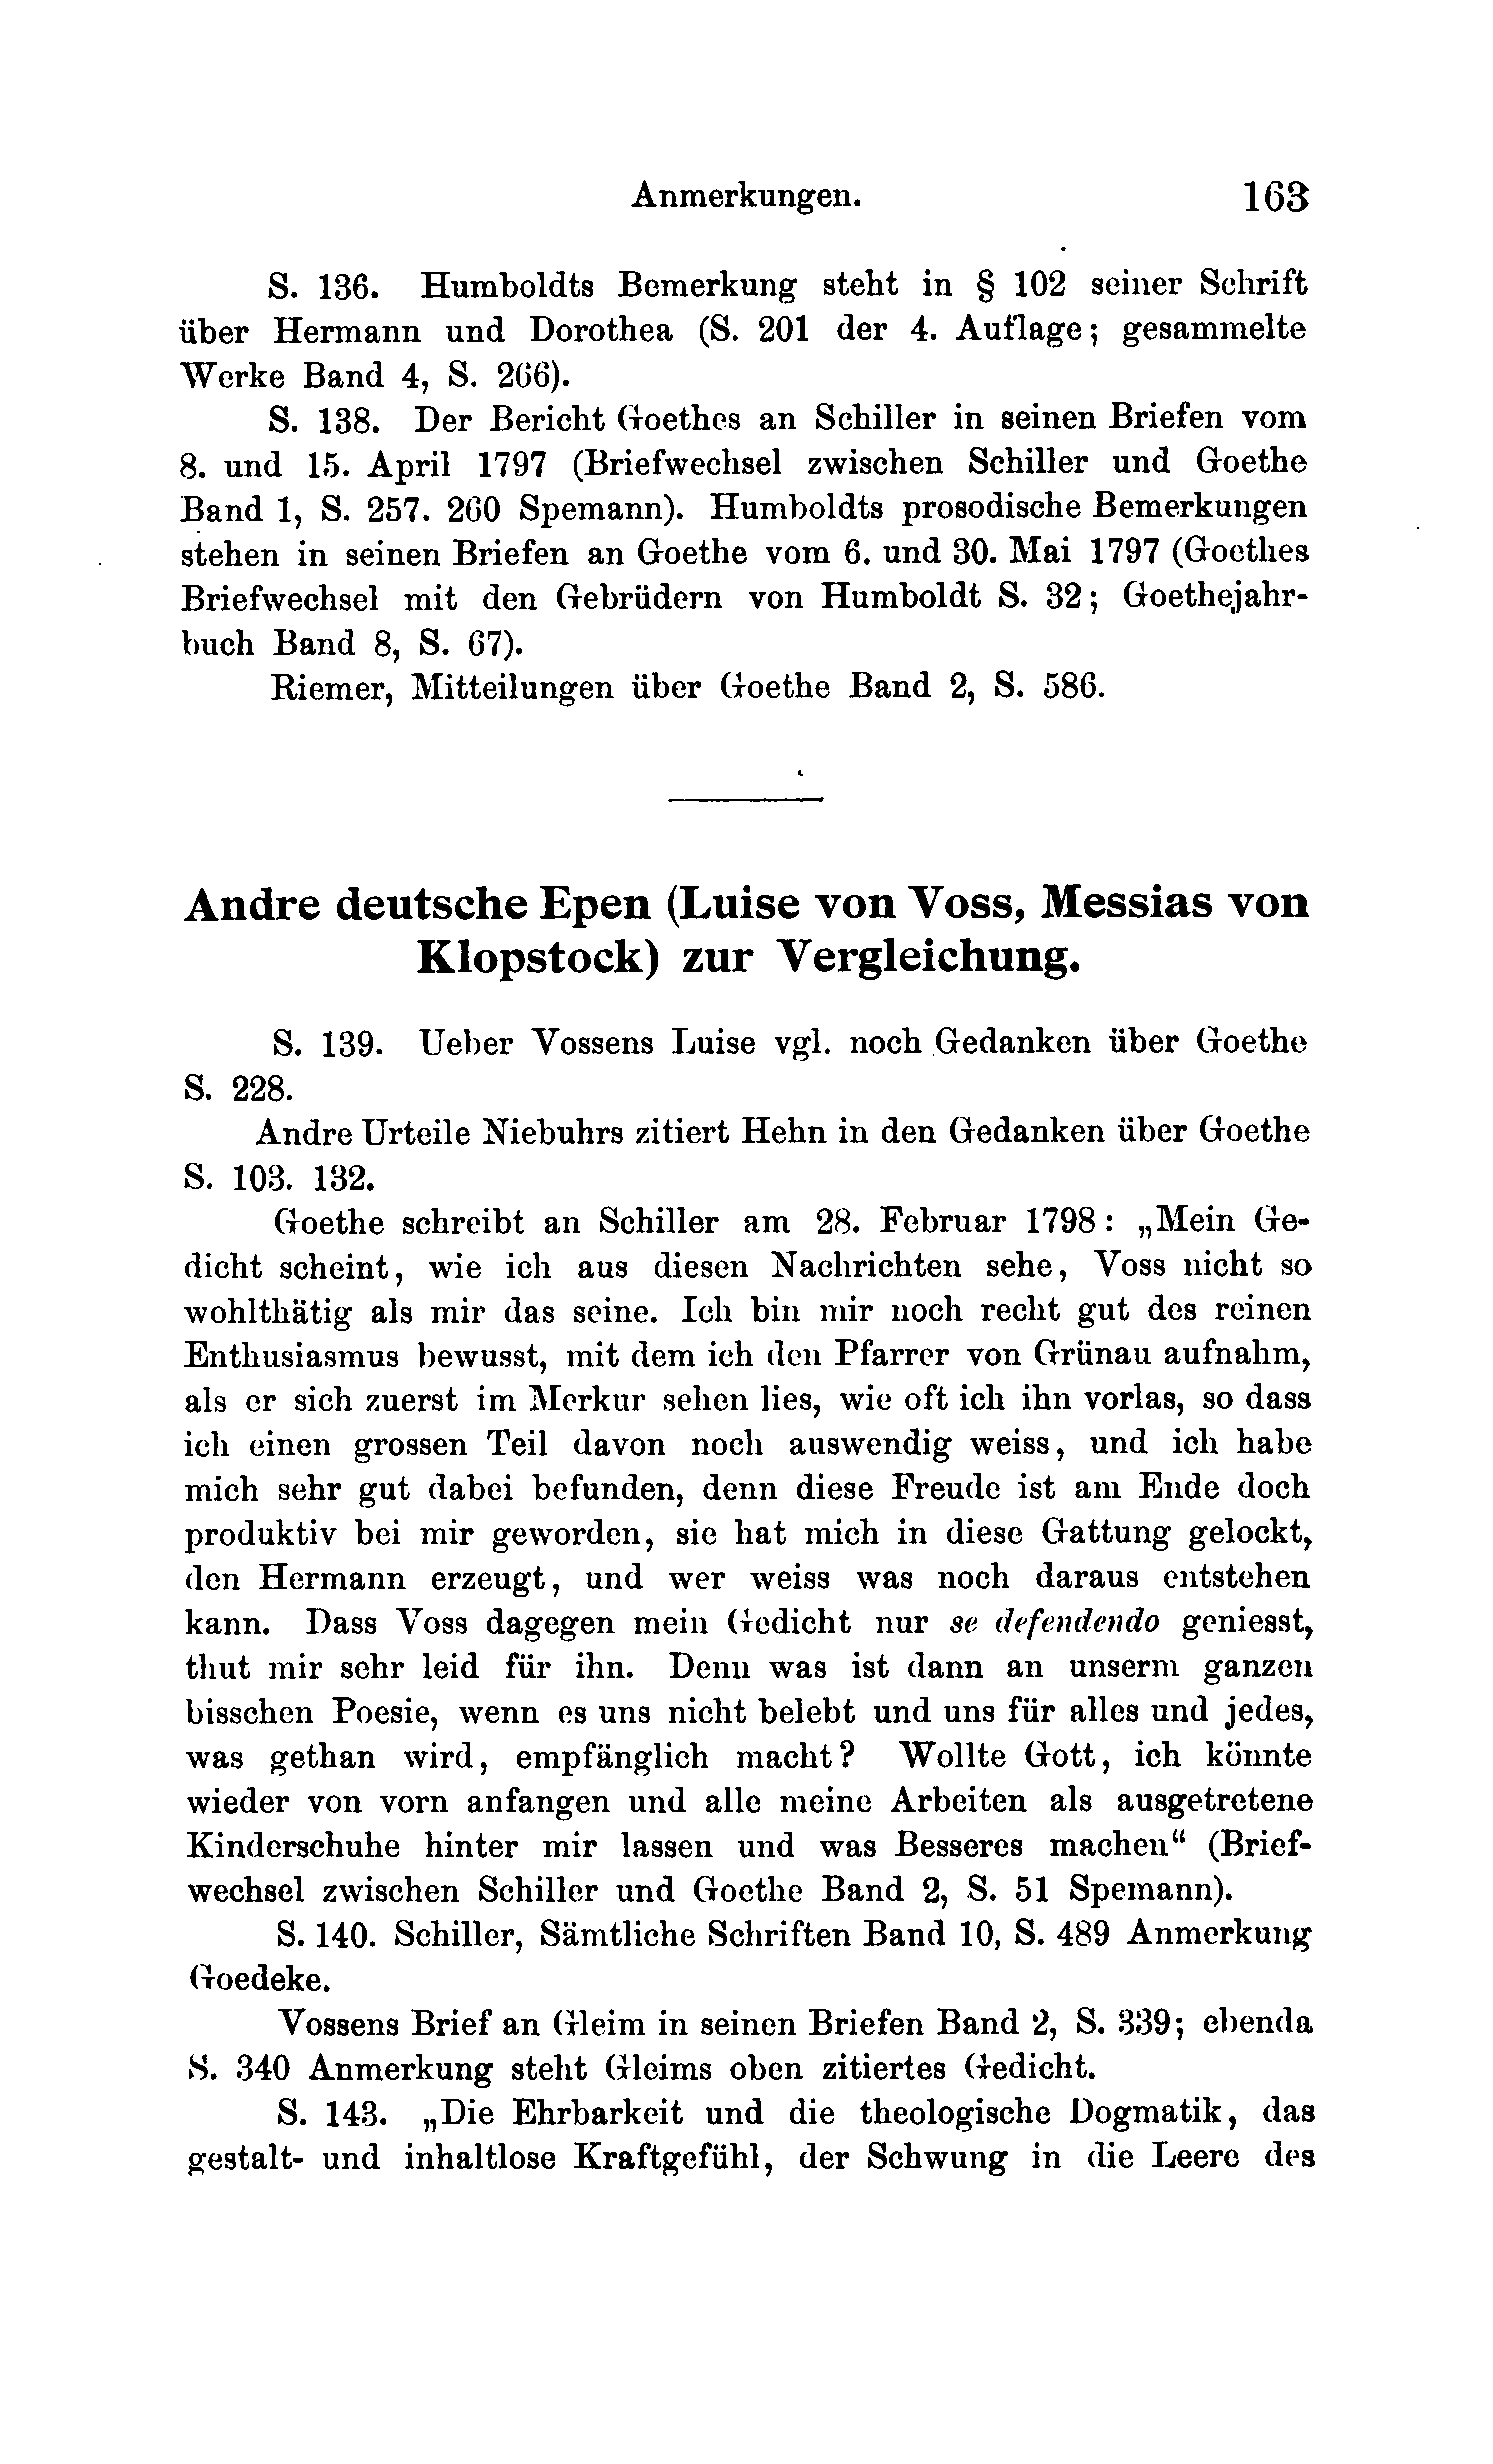 Anmerkungen. 163
S. 136. Humboldts Bemerkung steht in § 102 seiner Schrift
über Hermann und Dorothea (S. 201 der 4. Auflage; gesammelte
Werke Band 4, S. 266).
S. 138. Der Bericht Goethes an Schiller in seinen Briefen vom
8. und 15. April 1797 (Briefwechsel zwischen Schiller und Goethe
Band 1, S. 257. 260 Spemann). Humboldts prosodische Bemerkungen
stehen in seinen Briefen an Goethe vom 6. und 30. Mai 1797 (Goethes
Briefwechsel mit den Gebrüdern von Humboldt S. 32; Goethejahr-
buch Band 8, S. 67).
Riemer, Mitteilungen über Goethe Band 2, S. 586.
Andre deutsche Epen (Luise von Voss, Messias von
Klopstock) zur Vergleichung.
S. 139. Ueber Vossens Luise vgl. noch Gedanken über Goethe
S. 228.
Andre Urteile Niebuhrs zitiert Hehn in den Gedanken über Goethe
S. 103. 132.
Goethe schreibt an Schiller am 28. Februar 1798: „Mein Ge-
dicht scheint, wie ich aus diesen Nachrichten sehe, Voss nicht so
wohlthätig als mir das seine. Ich bin mir noch recht gut des reinen
Enthusiasmus bewusst, mit dem ich den Pfarrer von Grünau aufnahm,
als er sich zuerst im Merkur sehen lies, wie oft ich ihn vorlas, so dass
ich einen grossen Teil davon noch auswendig weiss, und ich habe
mich sehr gut dabei befunden, denn diese Freude ist am Ende doch
produktiv bei mir geworden, sie hat mich in diese Gattung gelockt,
den Hermann erzeugt, und wer weiss was noch daraus entstehen
kann. Dass Voss dagegen mein Gedicht nur se defendendo geniesst,
thut mir sehr leid für ihn. Denn was ist dann an unserm ganzen
bisschen Poesie, wenn es uns nicht belebt und uns für alles und jedes,
was gethan wird, empfänglich macht? Wollte Gott, ich könnte
wieder von vorn anfangen und alle meine Arbeiten als ausgetretene
Kinderschuhe hinter mir lassen und was Besseres machen“ (Brief-
wechsel zwischen Schiller und Goethe Band 2, S. 51 Spemann).
S. 140. Schiller, Sämtliche Schriften Band 10, S. 489 Anmerkung
Goedeke.
Vossens Brief an Gleim in seinen Briefen Band 2, S. 339; ebenda
S. 340 Anmerkung steht Gleims oben zitiertes Gedicht.
S. 143. „Die Ehrbarkeit und die theologische Dogmatik, das
gestalt- und inhaltlose Kraftgefühl, der Schwung in die Leere des